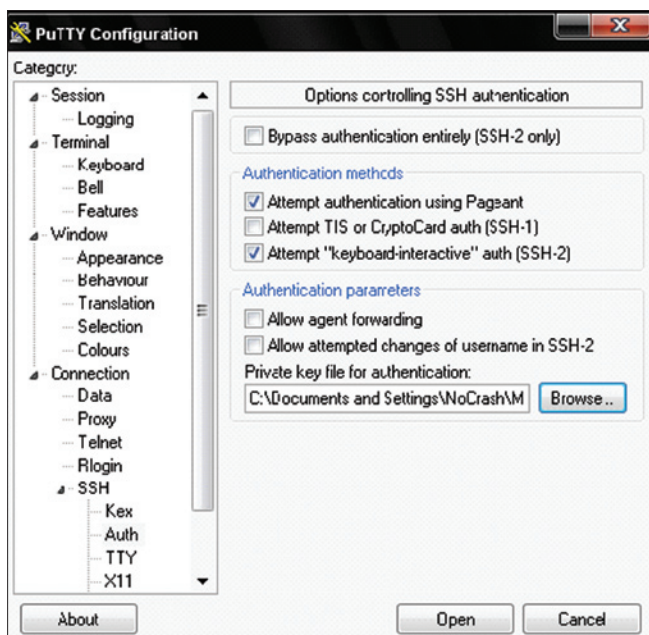 PuTTY Configuration
Category:
Session
Logging
Terminal
Keyboard
Bell
Features
Window
Appearance
Behaviour
Translation
Selection
Colours
Connection
Data
Proxy
Telnet
Rlogin
SSH
Kex
Auth
TTY
X11
Options controlling SSH authentication
Bypass authentication entirely (SSH-2 only)
Authentication methods
Attempt authentication using Pageant
Attempt TIS or CryptoCard auth (SSH-1)
Attempt "keyboard-interactive" auth (SSH-2)
Authentication parameters
Allow agent forwarding
Allow attempted changes of username in SSH-2
Private key file for authentication:
C:\Documents and Settings\NoCrash\M
Browse...
About
Open
Cancel